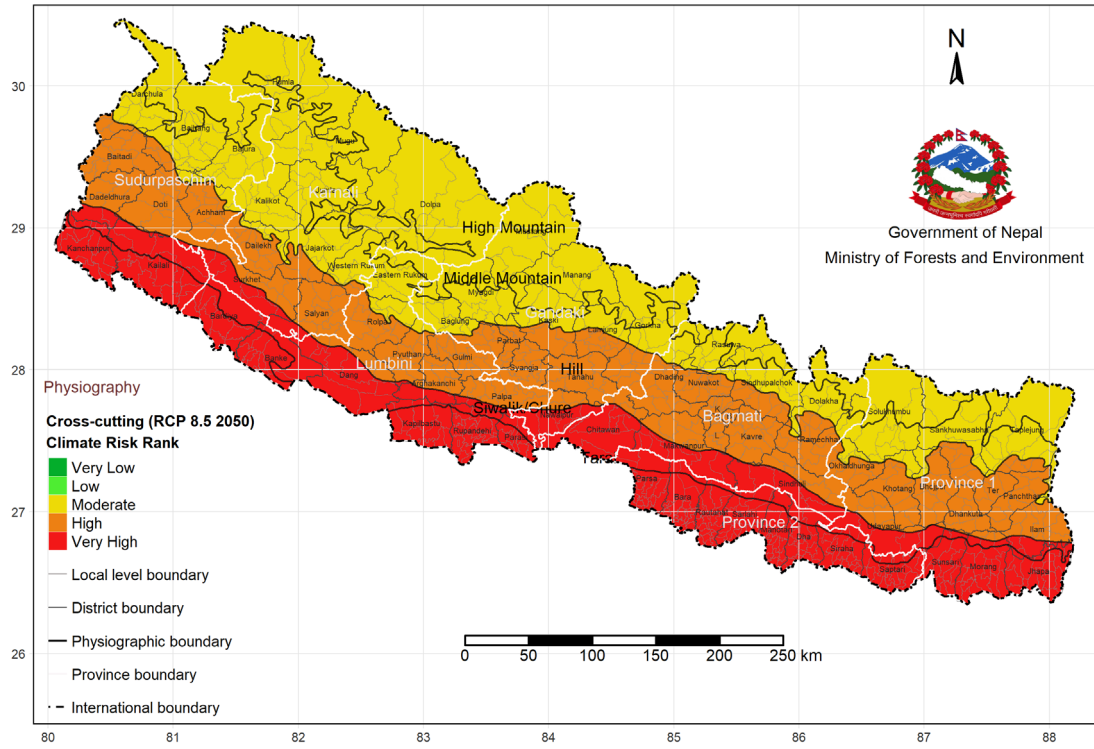 N
Government of Nepal
Ministry of Forests and Environment
30
29
28
27
26
Humla
Darchula
Bajhang
Mugu
Bajura
Baitadi
Sudurpaschim
Karnali
Jumla
Dadeldhura
Doti
Achham
Kalikot
Dolpa
High Mountain
Mustang
Kanchanpur
Kailali
Dailekh
Jajarkot
Western Rukum
Eastern Rukum
Middle Mountain
Manang
Surkhet
Myagdi
Bardiya
Salyan
Rolpa
Baglung
Gandaki
Kaski
Lamjung
Gorkha
Rasuwa
Banke
Dang
Lumbini
Pyuthan
Gulmi
Parbat
Syangja
Hill
Tanahu
Dhading
Nuwakot
Sindhupalchok
Dolakha
Solukhumbu
Sankhuwasabha
Taplejung
Arghakanchi
Palpa
Siwalik/Chure
Kapilbastu
Rupandehi
Parasi
Chitawan
Bagmati
Kavre
Ramechhap
Makwanpur
L
Okhaldhunga
Khotang
Province 1
Ter
Panchthar
Sindhuli
Parsa
Bara
Rautahat
Sarlahi
Province 2
Dha
Siraha
Saptari
Udayapur
Dhankuta
Ilam
Sunsari
Morang
Jhapa
Physiography
Cross-cutting (RCP 8.5 2050)
Climate Risk Rank
Very Low
Low
Moderate
High
Very High
Local level boundary
District boundary
Physiographic boundary
Province boundary
International boundary
0 50 100 150 200 250 km
80 81 82 83 84 85 86 87 88